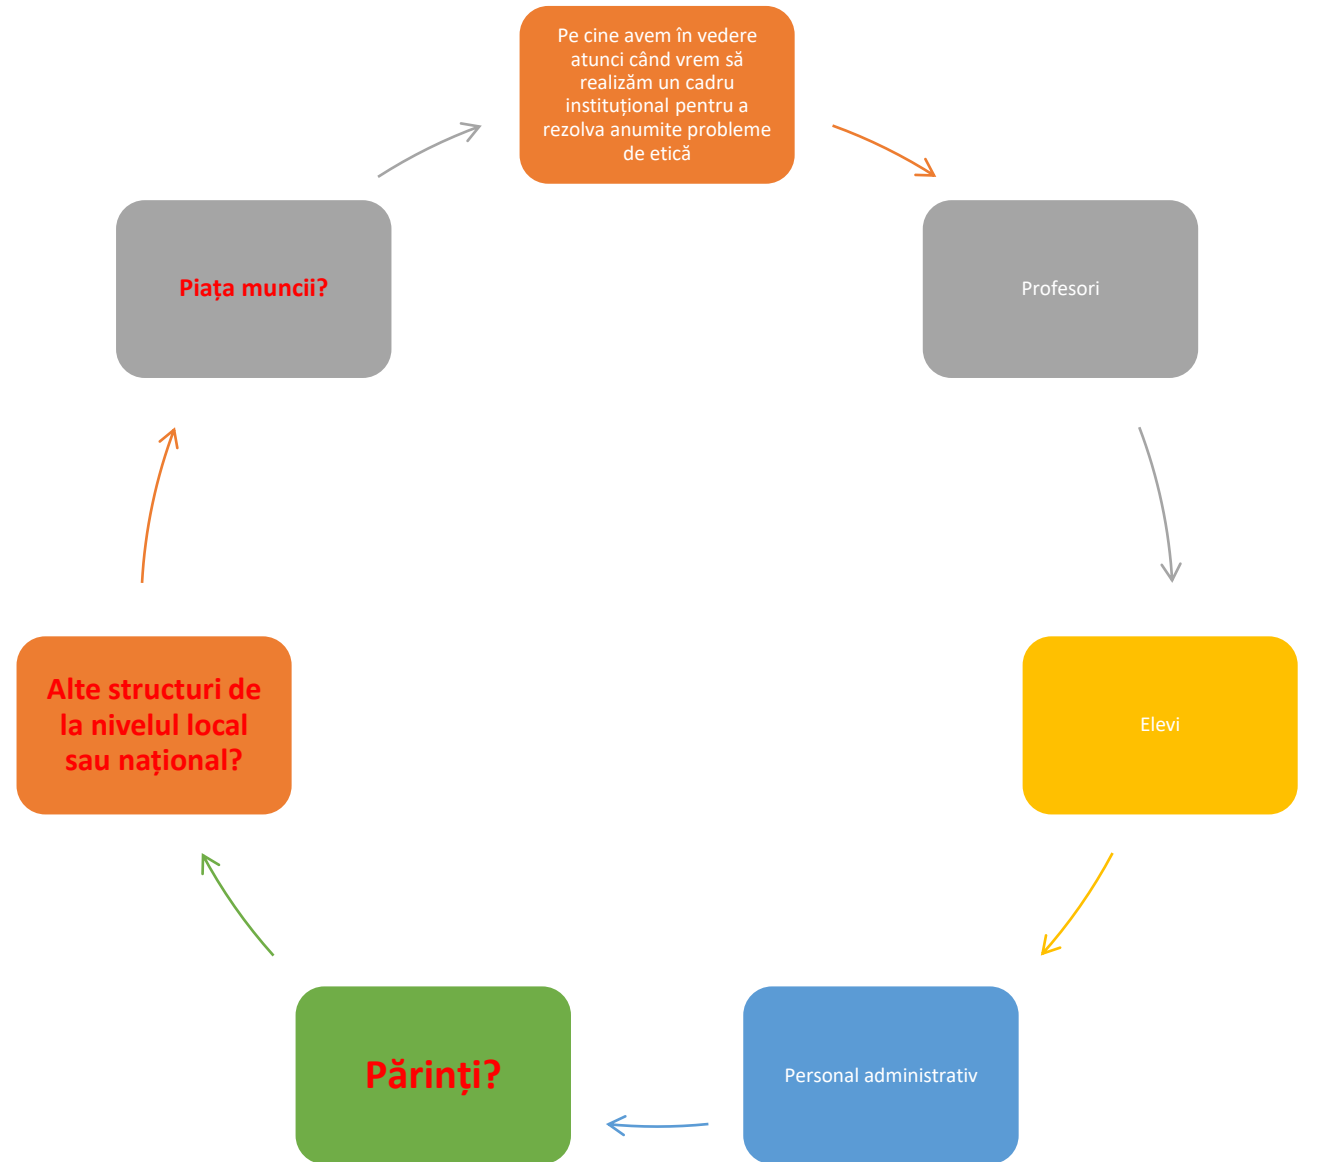 Pe cine avem în vedere
atunci când vrem să
realizăm un cadru
instituțional pentru a
rezolva anumite probleme
de etică
Profesori
Elevi
Personal administrativ
Părinți?
Alte structuri de
la nivelul local
sau național?
Piața muncii?